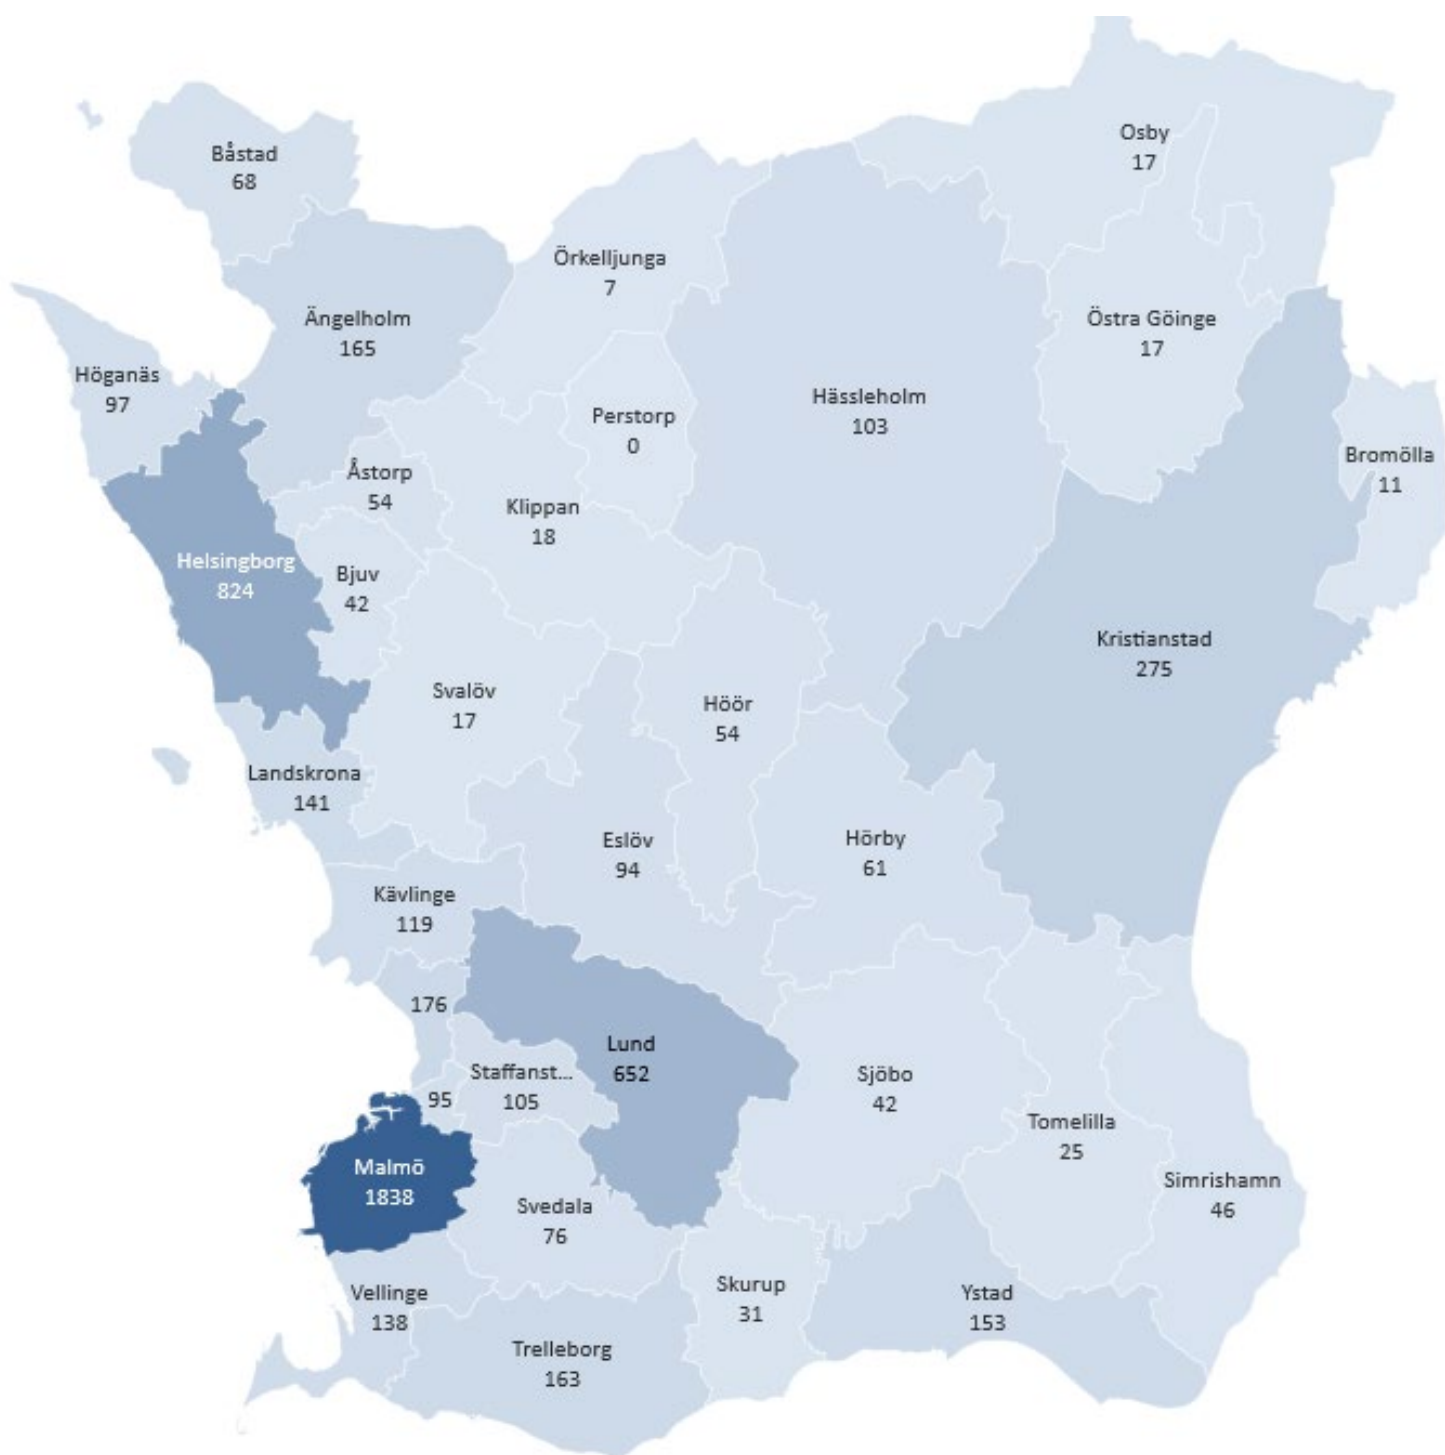 Osby
17
Båstad
68
Örkelljunga
7
Ängelholm
165
Östra Göinge
17
Höganäs
97
Hässleholm
103
Perstorp
0
Bromölla
11
Åstorp
54
Klippan
18
Helsingborg
824
Bjuv
42
Kristianstad
275
Svalöv
17
Höör
54
Landskrona
141
Eslöv
94
Hörby
61
Kävlinge
119
176
Lund
652
Staffanst...
105
95
Sjöbo
42
Tomelilla
25
Malmö
1838
Simrishamn
46
Svedala
76
Skurup
31
Vellinge
138
Ystad
153
Trelleborg
163